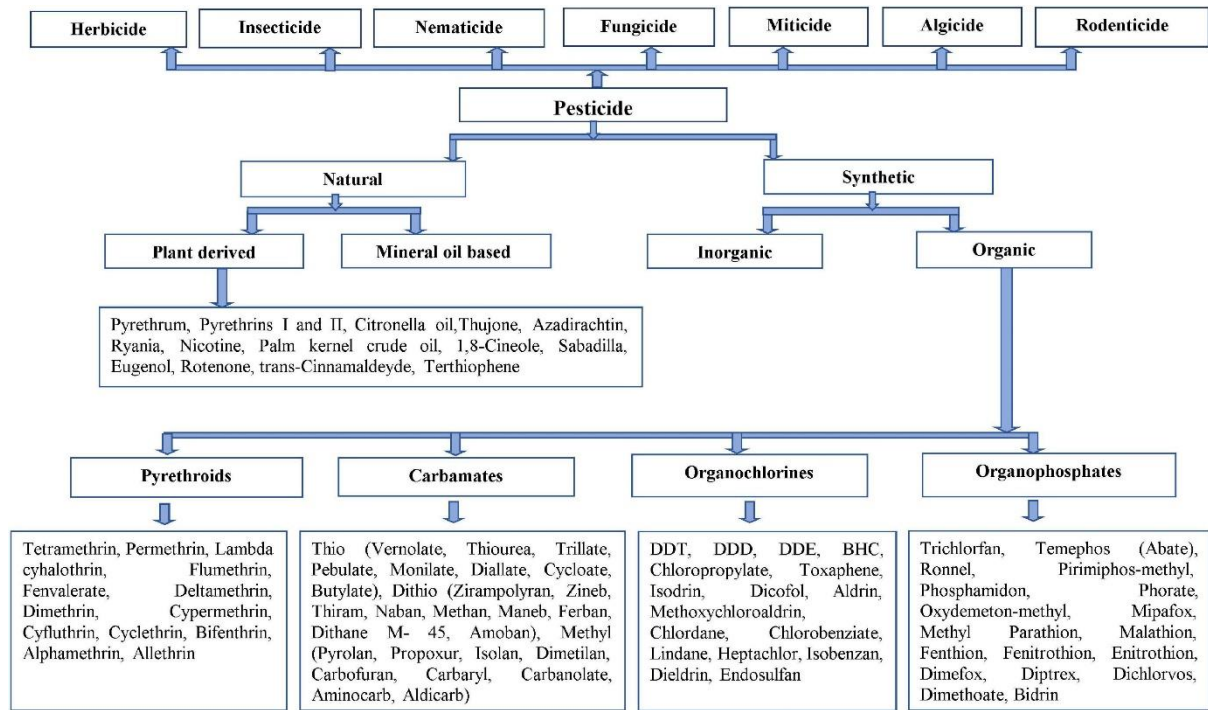 Herbicide
Insecticide
Nematicide
Fungicide
Miticide
Algicide
Rodenticide
Pesticide
Natural
Synthetic
Plant derived
Mineral oil based
Inorganic
Organic
Pyrethrum, Pyrethrins I and II, Citronella oil,Thujone, Azadirachtin,
Ryania, Nicotine, Palm kernel crude oil, 1,8-Cineole, Sabadilla,
Eugenol, Rotenone, trans-Cinnamaldeyde, Terthiophene
Pyrethroids
Carbamates
Organochlorines
Organophosphates
Tetramethrin, Permethrin, Lambda
cyhalothrin, Flumethrin,
Fenvalerate, Deltamethrin,
Dimethrin, Cypermethrin,
Cyfluthrin, Cyclethrin, Bifenthrin,
Alphamethrin, Allethrin
Thio (Vernolate, Thiourea, Trillate,
Pebulate, Monilate, Diallate, Cycloate,
Butylate), Dithio (Zirampolyran, Zineb,
Thiram, Naban, Methan, Maneb, Ferban,
Dithane M- 45, Amoban), Methyl
(Pyrolan, Propoxur, Isolan, Dimetilan,
Carbofuran, Carbaryl, Carbanolate,
Aminocarb, Aldicarb)
DDT, DDD, DDE, BHC,
Chloropropylate, Toxaphene,
Isodrin, Dicofol, Aldrin,
Methoxychloroaldrin,
Chlordane, Chlorobenziate,
Lindane, Heptachlor, Isobenzan,
Dieldrin, Endosulfan
Trichlorfan, Temephos (Abate),
Ronnel, Pirimiphos-methyl,
Phosphamidon, Phorate,
Oxydemeton-methyl, Mipafox,
Methyl Parathion, Malathion,
Fenthion, Fenitrothion, Enitrothion,
Dimefox, Diptrex, Dichlorvos,
Dimethoate, Bidrin